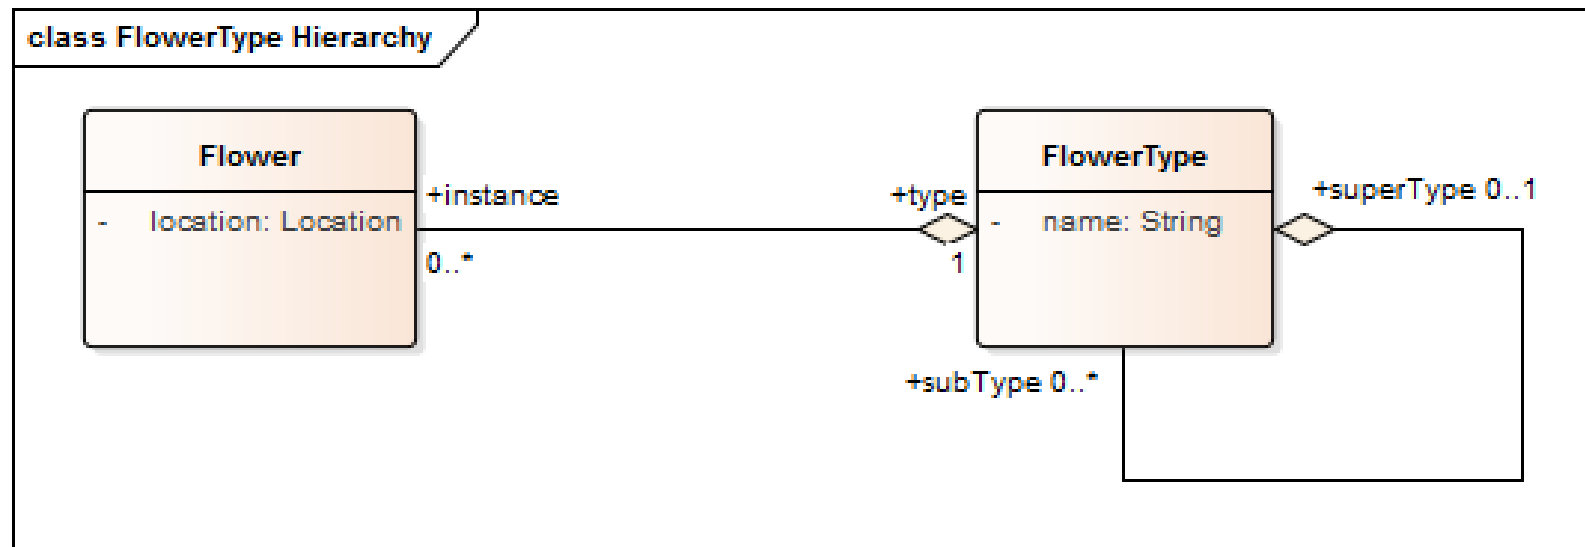 class FlowerType Hierarchy
Flower
- location: Location
+instance
0..*
+type
1
FlowerType
- name: String
+superType 0..1
+subType 0..*